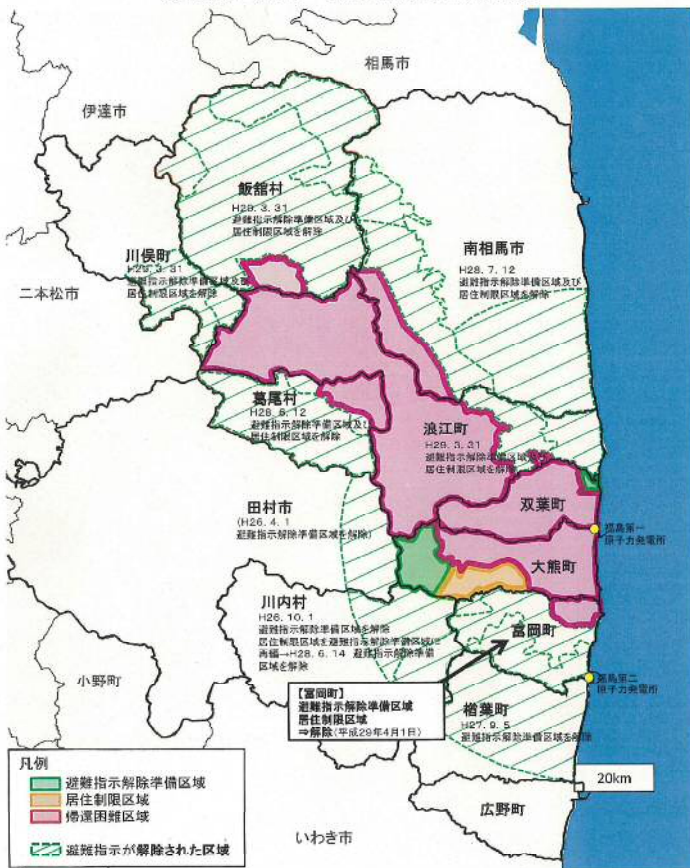 相馬市
伊達市
飯舘村
H29.3.31
避難指示解除準備区域及び
居住制限区域を解除
川俣町
H29.3.31
避難指示解除準備区域及び
居住制限区域を解除
南相馬市
H28.7.12
避難指示解除準備区域及び
居住制限区域を解除
二本松市
葛尾村
H28.6.12
避難指示解除準備区域及び
居住制限区域を解除
浪江町
H29.3.31
避難指示解除準備区域及び
居住制限区域を解除
田村市
(H26.4.1
避難指示解除準備区域を解除)
双葉町
福島第一
原子力発電所
大熊町
川内村
H26.10.1
避難指示解除準備区域を解除
居住制限区域を避難指示解除準備区域に
再編→H28.6.14 避難指示解除準備
区域を解除
富岡町
小野町
【富岡町】
避難指示解除準備区域
居住制限区域
⇒解除(平成29年4月1日)
福島第二
原子力発電所
楢葉町
H27.9.5
避難指示解除準備区域を解除
凡例
避難指示解除準備区域
居住制限区域
帰還困難区域
避難指示が解除された区域
20km
広野町
いわき市